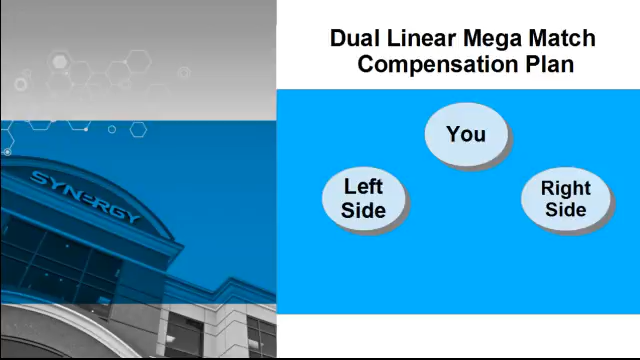 Dual Linear Mega Match
Compensation Plan
You
Left
Side
Right
Side
SYNERGY